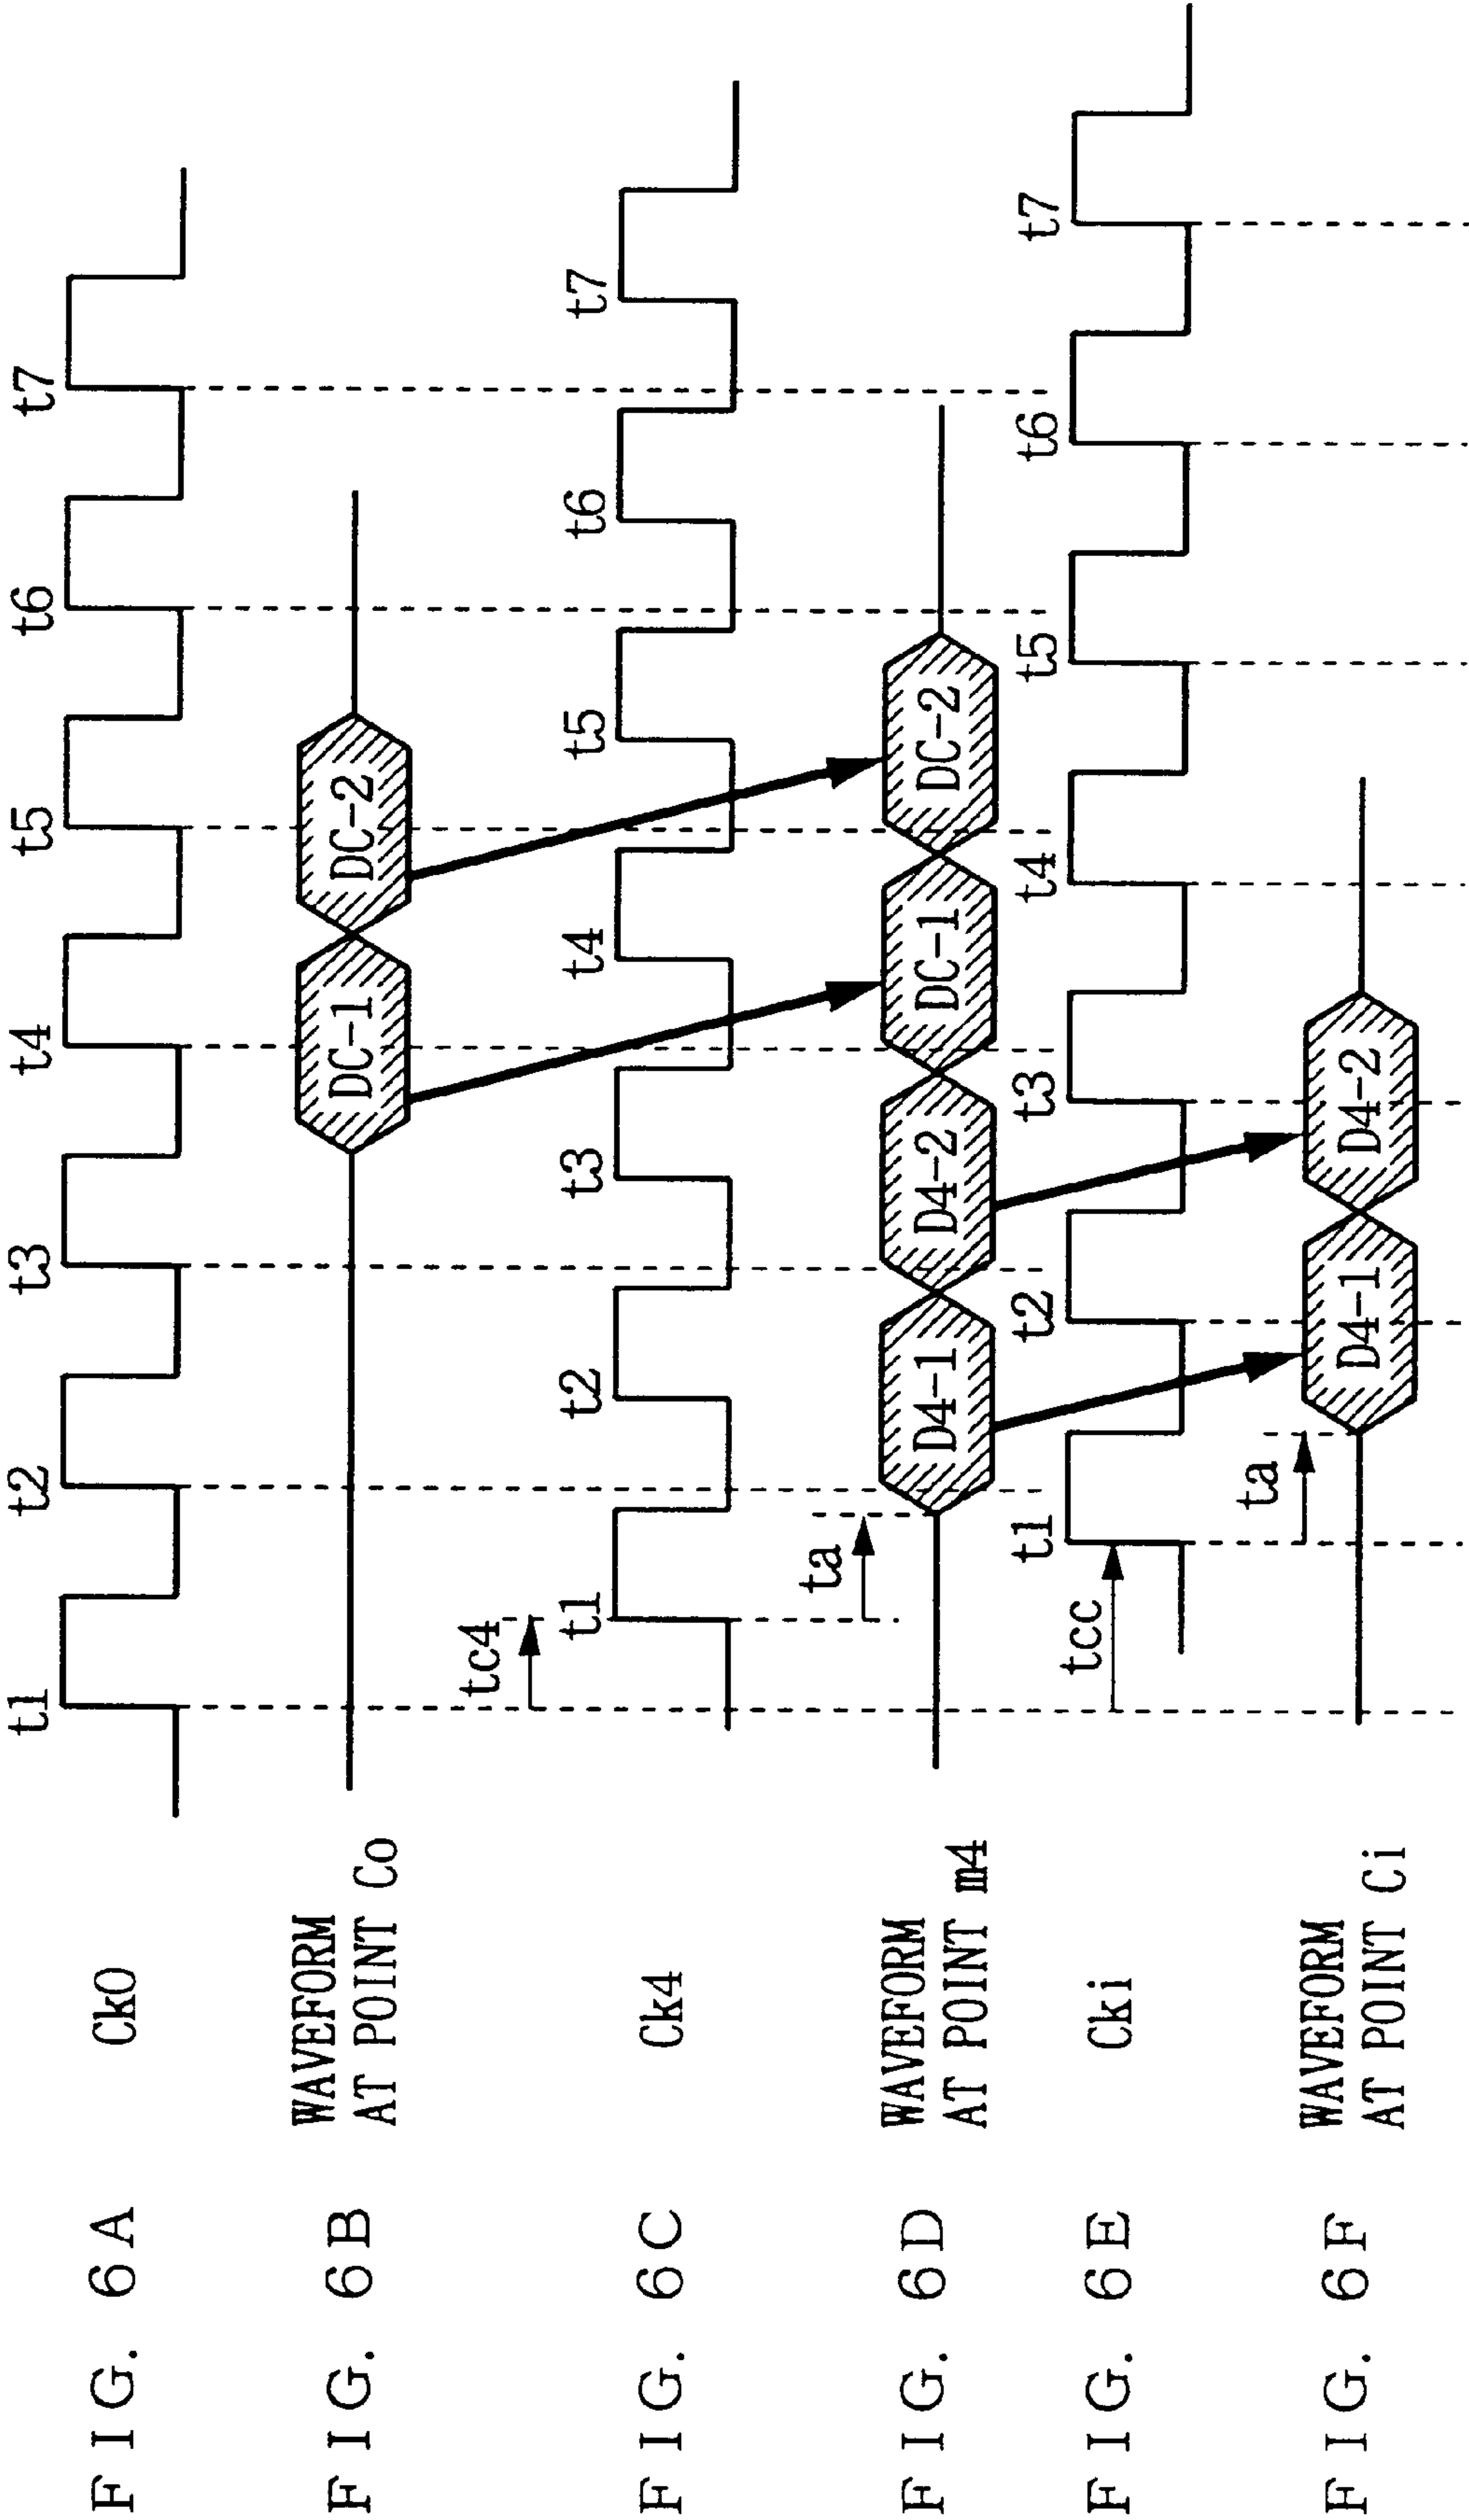 FIG. 6A
Ck0
t1 t2 t3 t4 t5 t6 t7
FIG. 6B
WAVEFORM
AT POINT Co
DC-1 DC-2
FIG. 6C
Ck4
tc4
t1 t2 t3 t4 t5 t6 t7
FIG. 6D
WAVEFORM
AT POINT m4
ta
D4-1 D4-2 DC-1 DC-2
FIG. 6E
Cki
tcc
t1 t2 t3 t4 t5 t6 t7
FIG. 6F
WAVEFORM
AT POINT Ci
ta
D4-1 D4-2